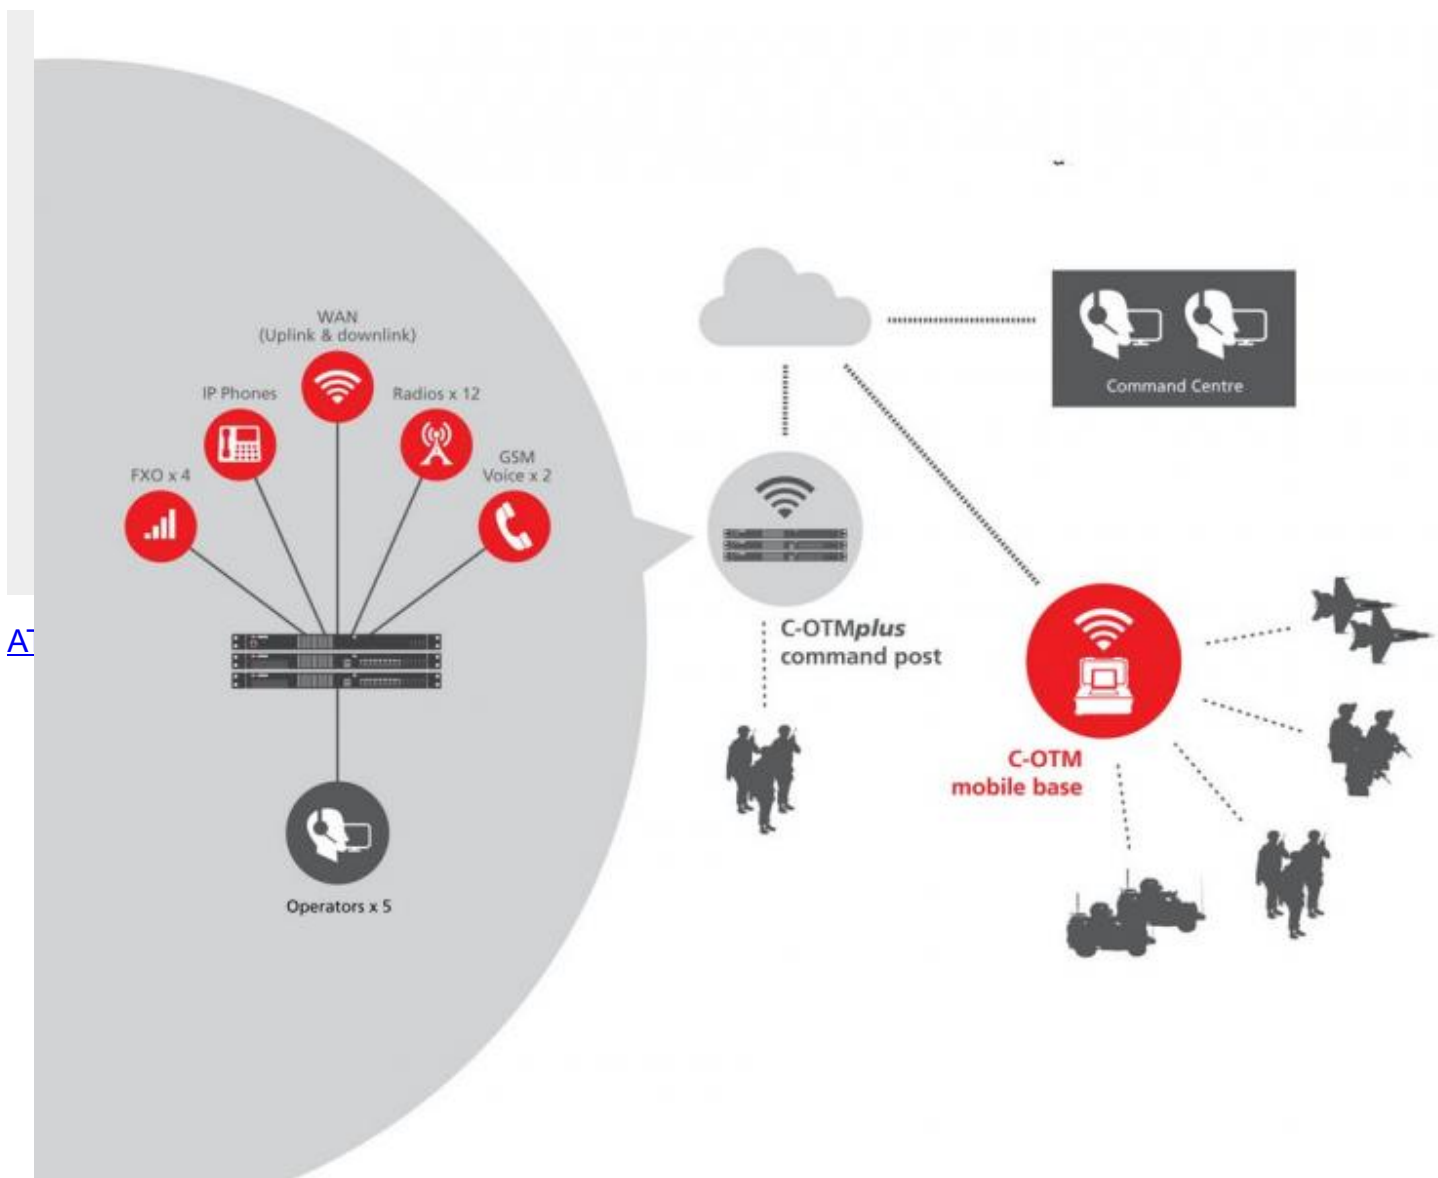 WAN
(Uplink & downlink)
IP Phones
Radios x 12
FXO x 4
GSM
Voice x 2
Operators x 5
Command Centre
C-OTMplus
command post
C-OTM
mobile base
AT